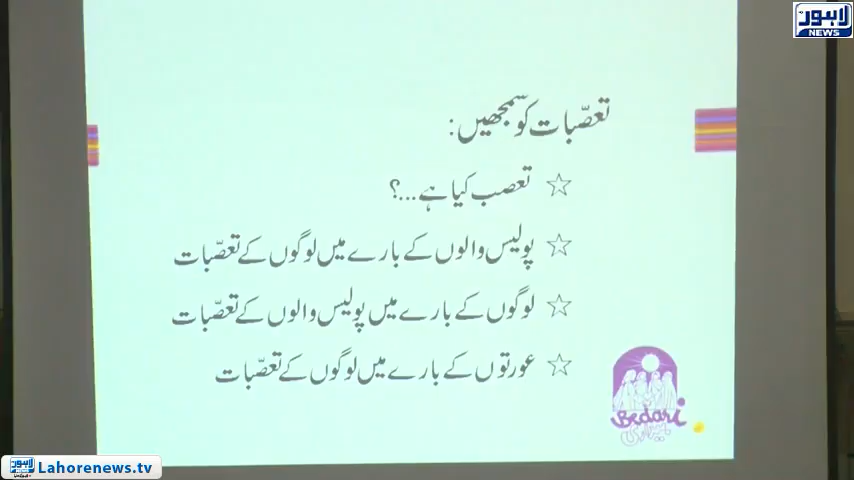 لاہور
NEWS
تعصّبات کو سمجھیں:
☆ تعصب کیا ہے...؟
☆ پولیس والوں کے بارے میں لوگوں کے تعصّبات
☆ لوگوں کے بارے میں پولیس والوں کے تعصّبات
☆ عورتوں کے بارے میں لوگوں کے تعصّبات
Bedari
بیداری
لاہور Lahorenews.tv